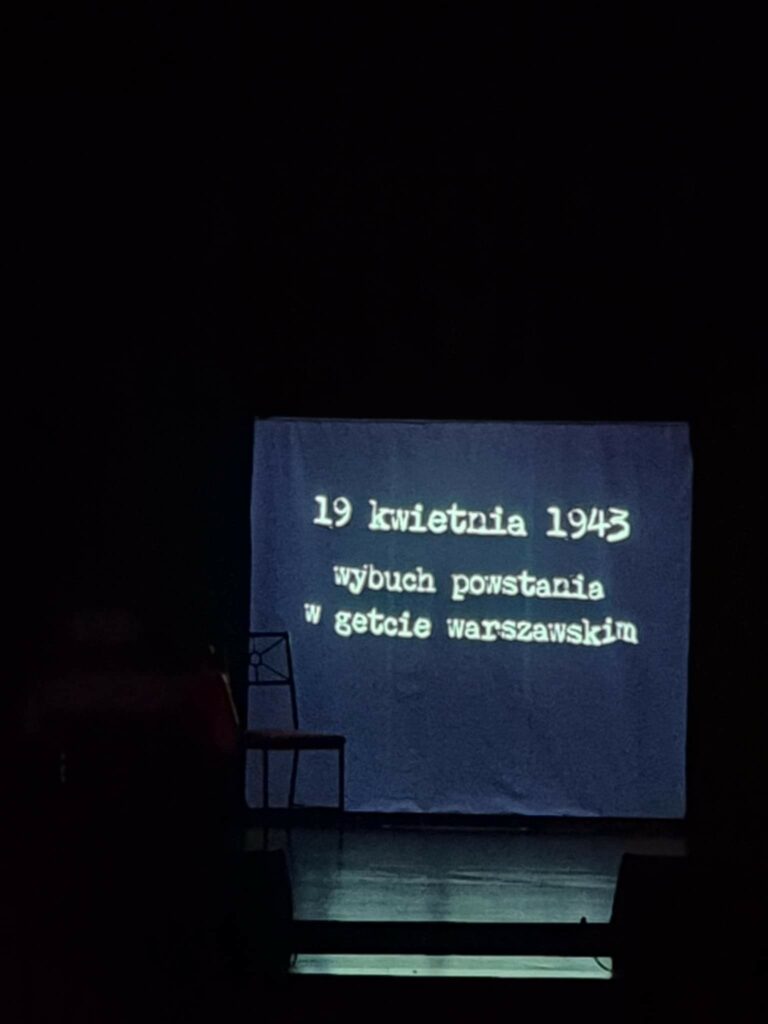 19 kwietnia 1943
wybuch powstania
w getcie warszawskim